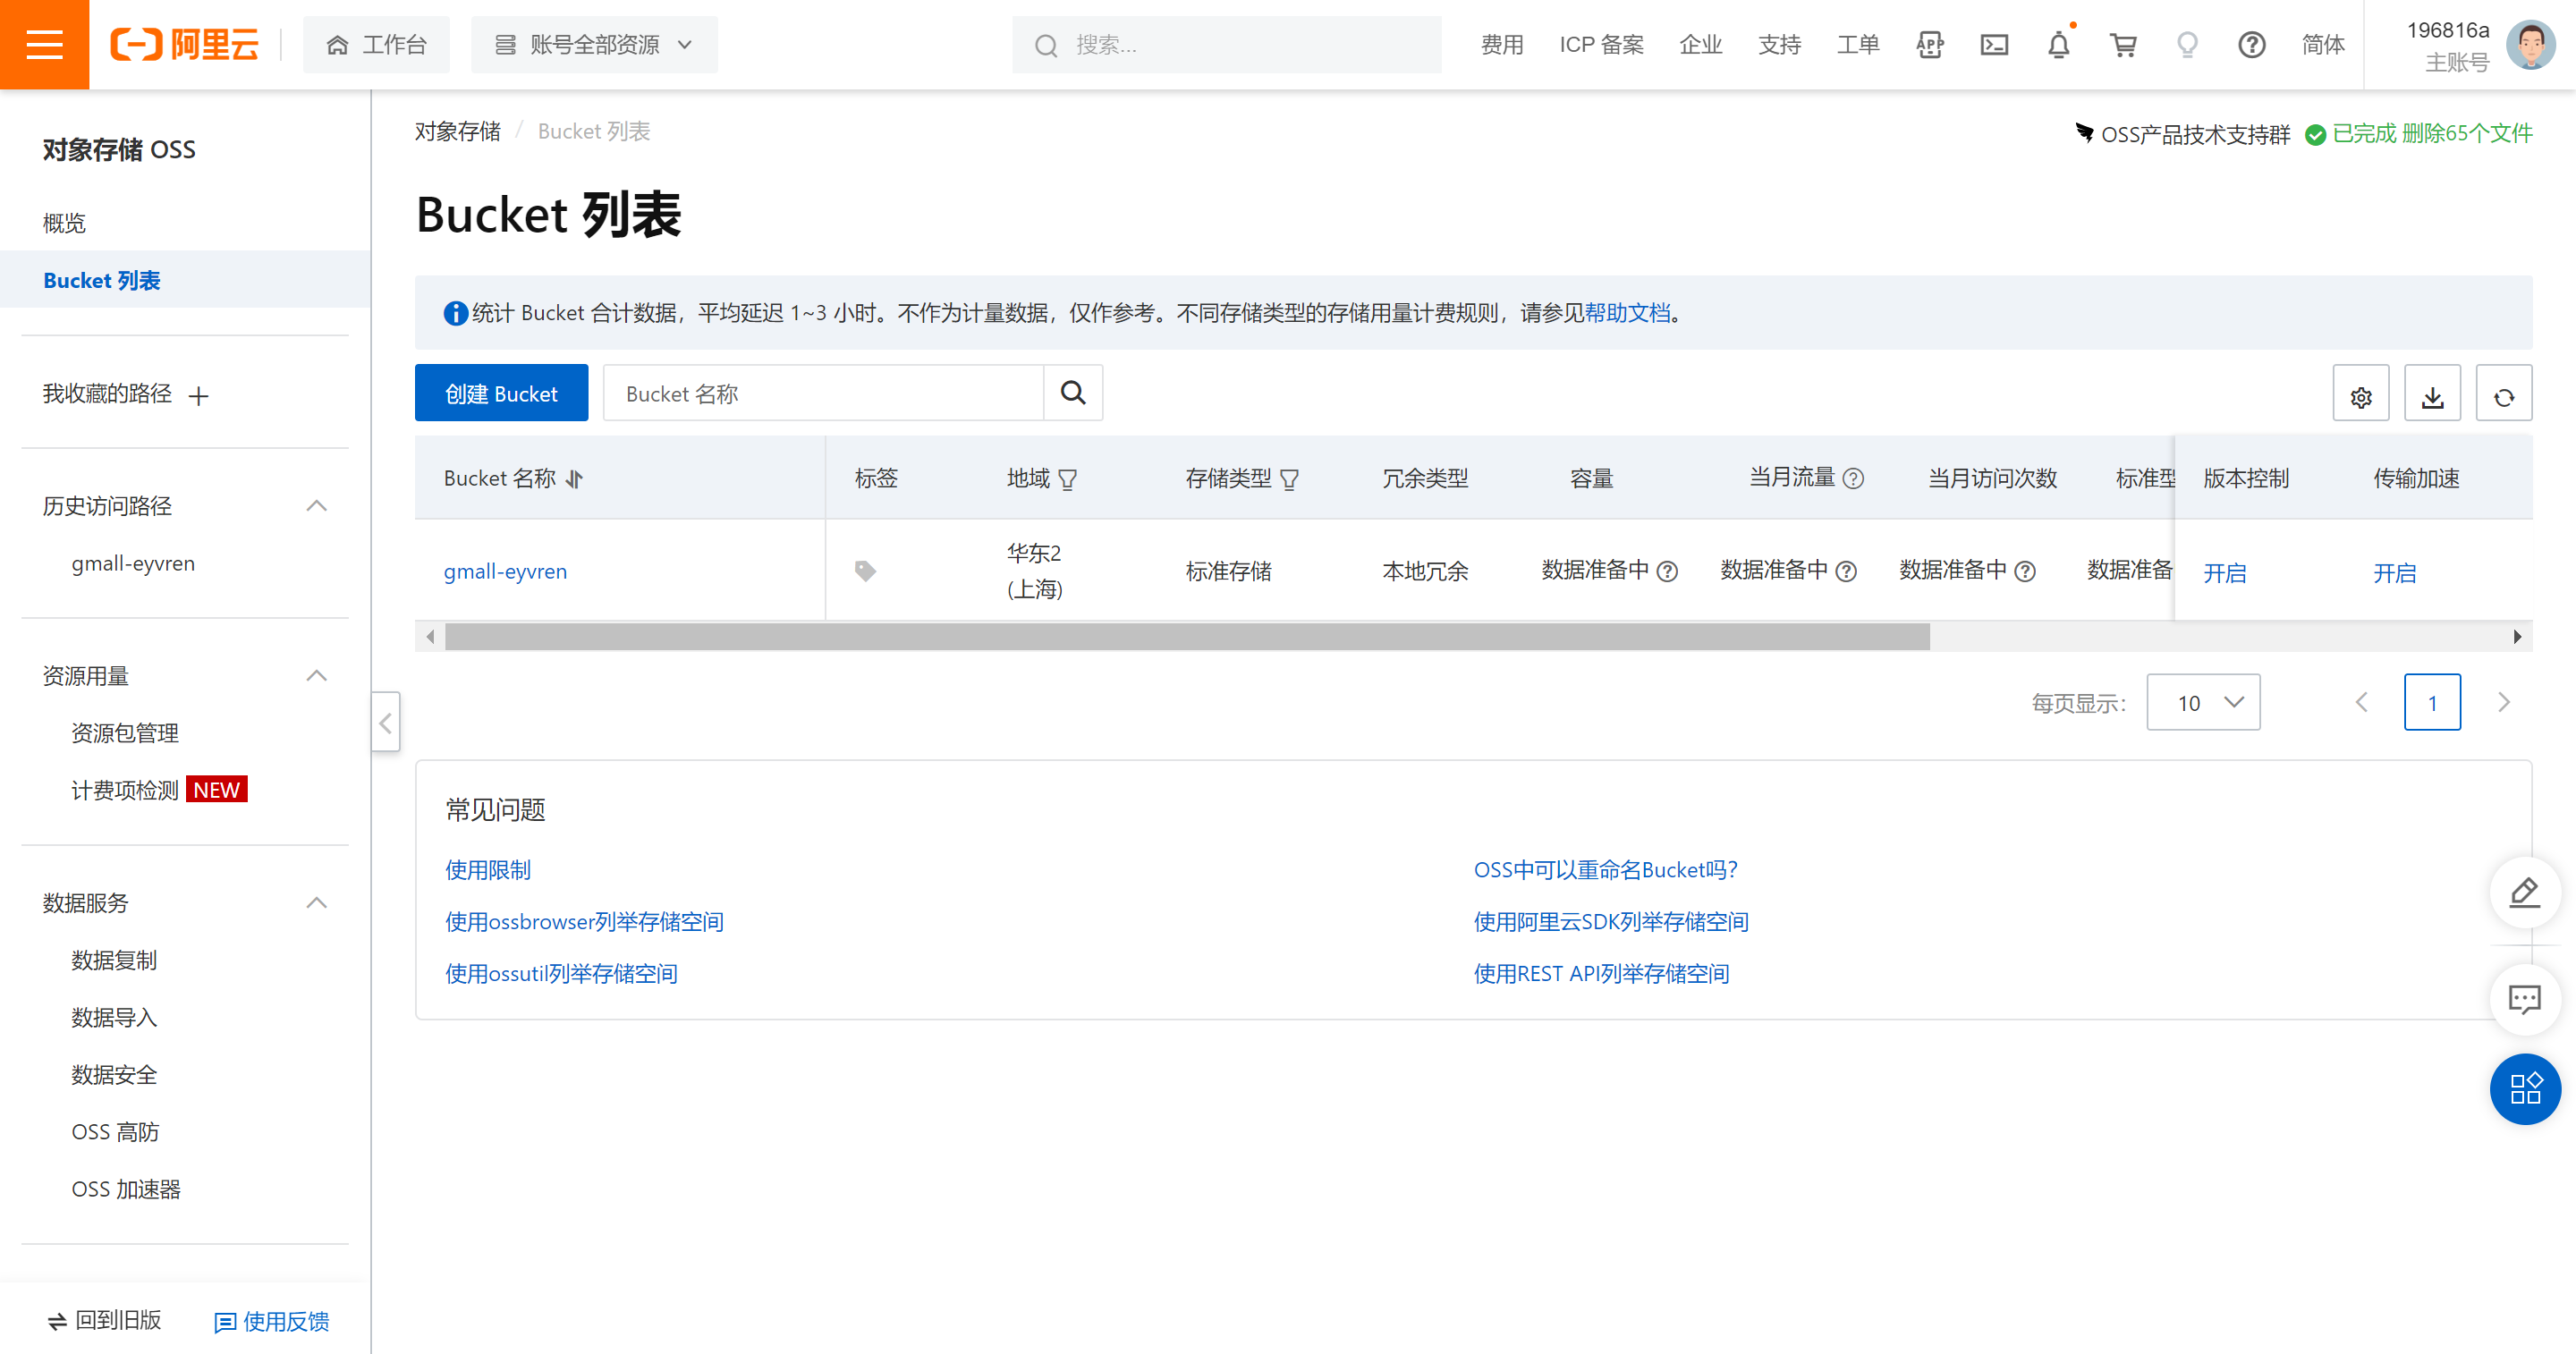 阿里云
工作台
账号全部资源
搜索...
费用
ICP 备案
企业
支持
工单
APP
简体
196816a
主账号
对象存储 OSS
概览
Bucket 列表
我收藏的路径
历史访问路径
gmall-eyvren
资源用量
资源包管理
计费项检测 NEW
数据服务
数据复制
数据导入
数据安全
OSS 高防
OSS 加速器
回到旧版
使用反馈
对象存储 / Bucket 列表
OSS产品技术支持群
已完成 删除65个文件
Bucket 列表
统计 Bucket 合计数据，平均延迟 1~3 小时。不作为计量数据，仅作参考。不同存储类型的存储用量计费规则，请参见帮助文档。
创建 Bucket
Bucket 名称
Bucket 名称 标签 地域 存储类型 冗余类型 容量 当月流量 当月访问次数 标准型 版本控制 传输加速
gmall-eyvren 华东2 (上海) 标准存储 本地冗余 数据准备中 数据准备中 数据准备中 数据准备 开启 开启
每页显示： 10 1
常见问题
使用限制
OSS中可以重命名Bucket吗？
使用ossbrowser列举存储空间
使用阿里云SDK列举存储空间
使用ossutil列举存储空间
使用REST API列举存储空间